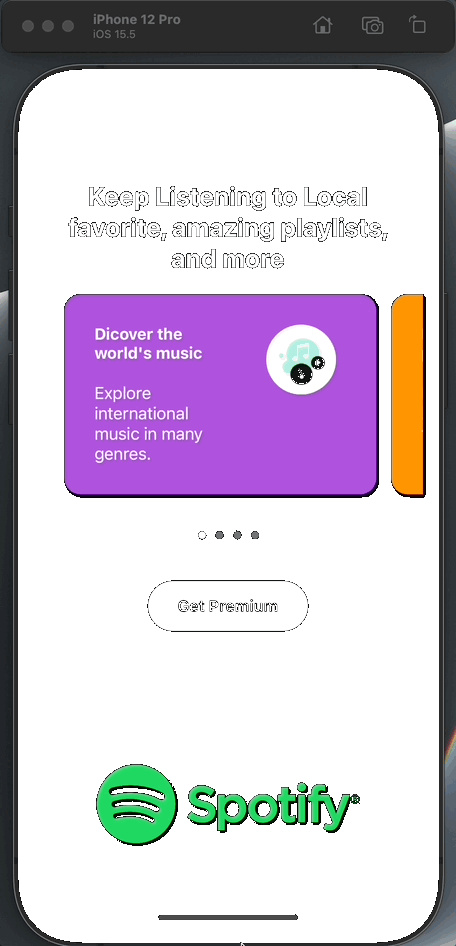 iPhone 12 Pro
iOS 15.5
Keep Listening to Local
favorite, amazing playlists,
and more
Dicover the
world's music
Explore
international
music in many
genres.
Get Premium
Spotify®